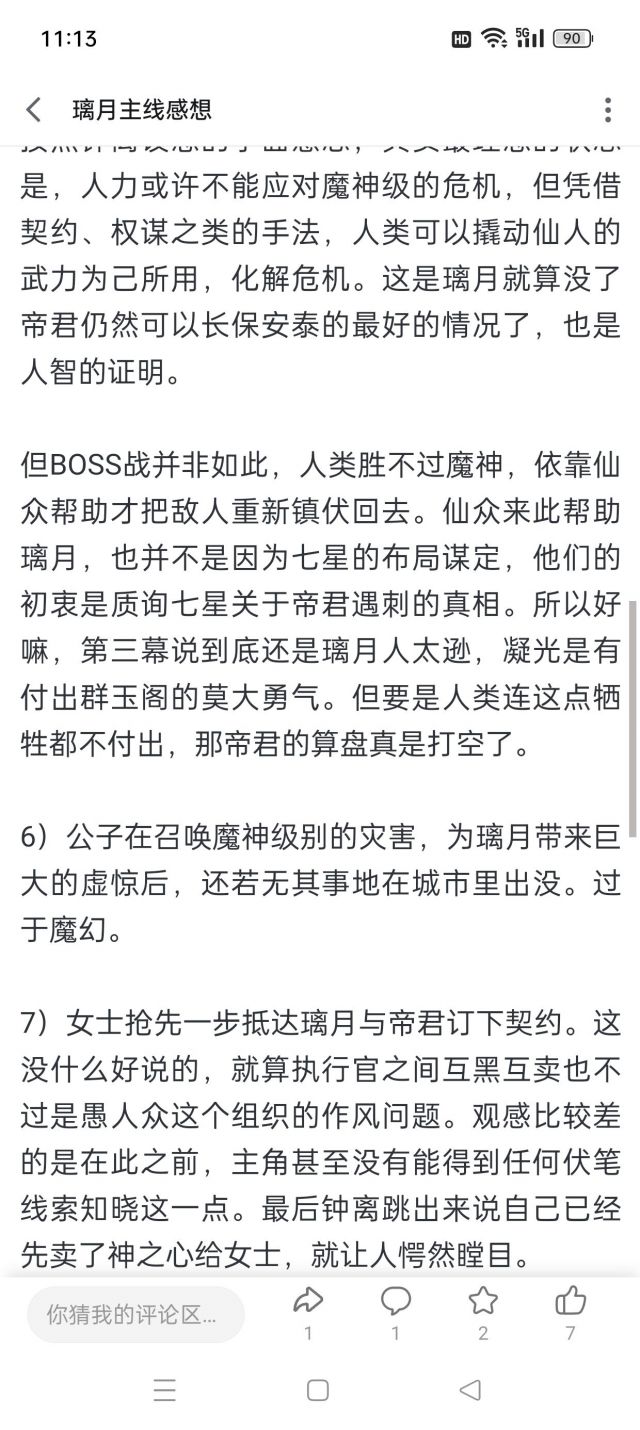 11:13
HD
5G
90
璃月主线感想
是，人力或许不能应对魔神级的危机，但凭借
契约、权谋之类的手法，人类可以撬动仙人的
武力为己所用，化解危机。这是璃月就算没了
帝君仍然可以长保安泰的最好的情况了，也是
人智的证明。
但BOSS战并非如此，人类胜不过魔神，依靠仙
众帮助才把敌人重新镇伏回去。仙众来此帮助
璃月，也并不是因为七星的布局谋定，他们的
初衷是质询七星关于帝君遇刺的真相。所以好
嘛，第三幕说到底还是璃月人太逊，凝光是有
付出群玉阁的莫大勇气。但要是人类连这点牺
牲都不付出，那帝君的算盘真是打空了。
6）公子在召唤魔神级别的灾害，为璃月带来巨
大的虚惊后，还若无其事地在城市里出没。过
于魔幻。
7）女士抢先一步抵达璃月与帝君订下契约。这
没什么好说的，就算执行官之间互黑互卖也不
过是愚人众这个组织的作风问题。观感比较差
的是在此之前，主角甚至没有能得到任何伏笔
线索知晓这一点。最后钟离跳出来说自己已经
先卖了神之心给女士，就让人愕然瞠目。
你猜我的评论区...
1
1
2
7